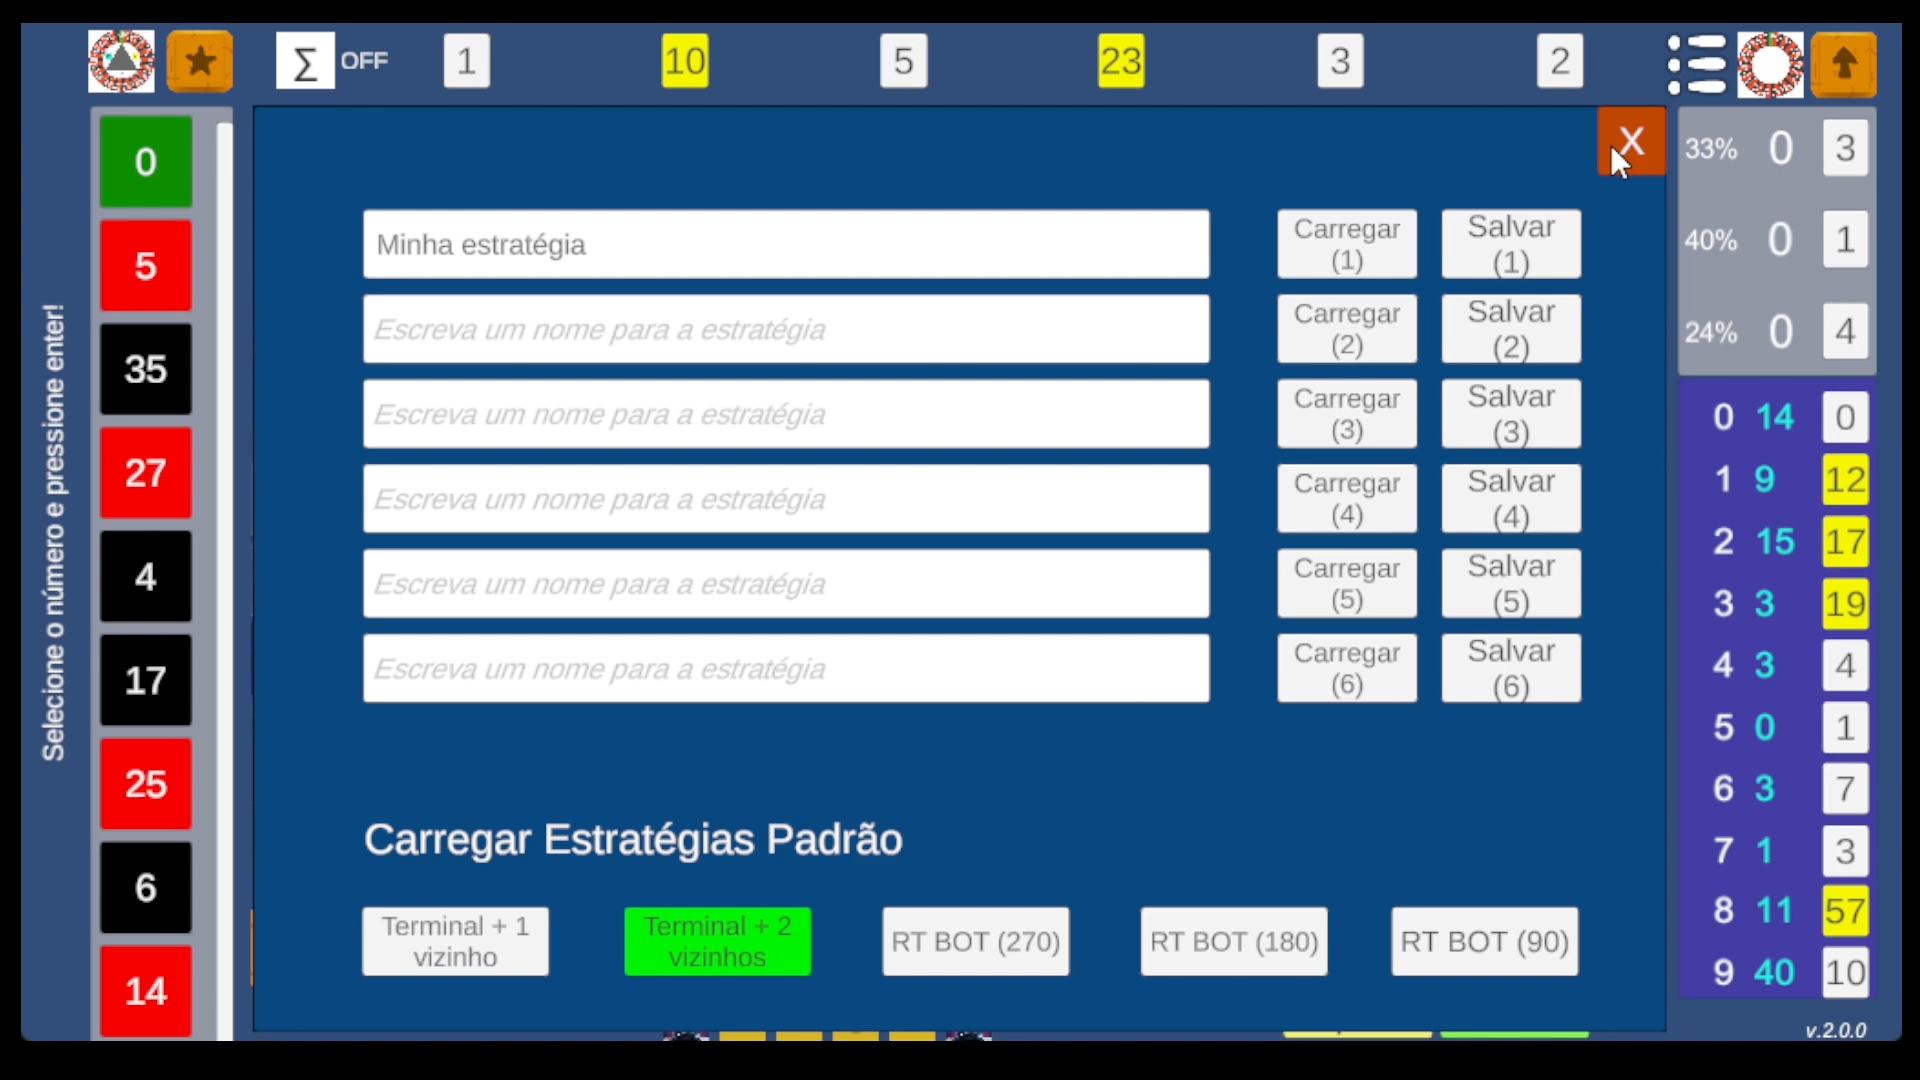 Σ OFF 1 10 5 23 3 2
Selecione o número e pressione enter!
0
5
35
27
4
17
25
6
14
X
Minha estratégia
Carregar
(1)
Salvar
(1)
Escreva um nome para a estratégia
Carregar
(2)
Salvar
(2)
Escreva um nome para a estratégia
Carregar
(3)
Salvar
(3)
Escreva um nome para a estratégia
Carregar
(4)
Salvar
(4)
Escreva um nome para a estratégia
Carregar
(5)
Salvar
(5)
Escreva um nome para a estratégia
Carregar
(6)
Salvar
(6)
Carregar Estratégias Padrão
Terminal + 1
vizinho
Terminal + 2
vizinhos
RT BOT (270)
RT BOT (180)
RT BOT (90)
33% 0 3
40% 0 1
24% 0 4
0 14 0
1 9 12
2 15 17
3 3 19
4 3 4
5 0 1
6 3 7
7 1 3
8 11 57
9 40 10
v.2.0.0